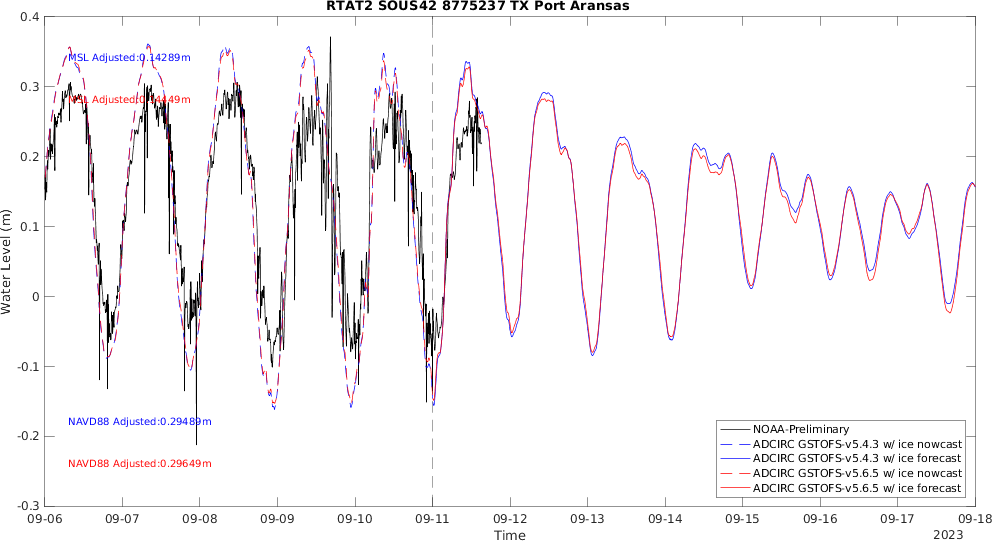 RTAT2 SOUS42 8775237 TX Port Aransas
0.4
0.3
0.2
0.1
0
-0.1
-0.2
-0.3
Water Level (m)
MSL Adjusted:0.14289m
MSL Adjusted:0.14449m
NAVD88 Adjusted:0.29489m
NAVD88 Adjusted:0.29649m
NOAA-Preliminary
ADCIRC GSTOFS-v5.4.3 w/ ice nowcast
ADCIRC GSTOFS-v5.4.3 w/ ice forecast
ADCIRC GSTOFS-v5.6.5 w/ ice nowcast
ADCIRC GSTOFS-v5.6.5 w/ ice forecast
09-06 09-07 09-08 09-09 09-10 09-11 09-12 09-13 09-14 09-15 09-16 09-17 09-18
Time
2023